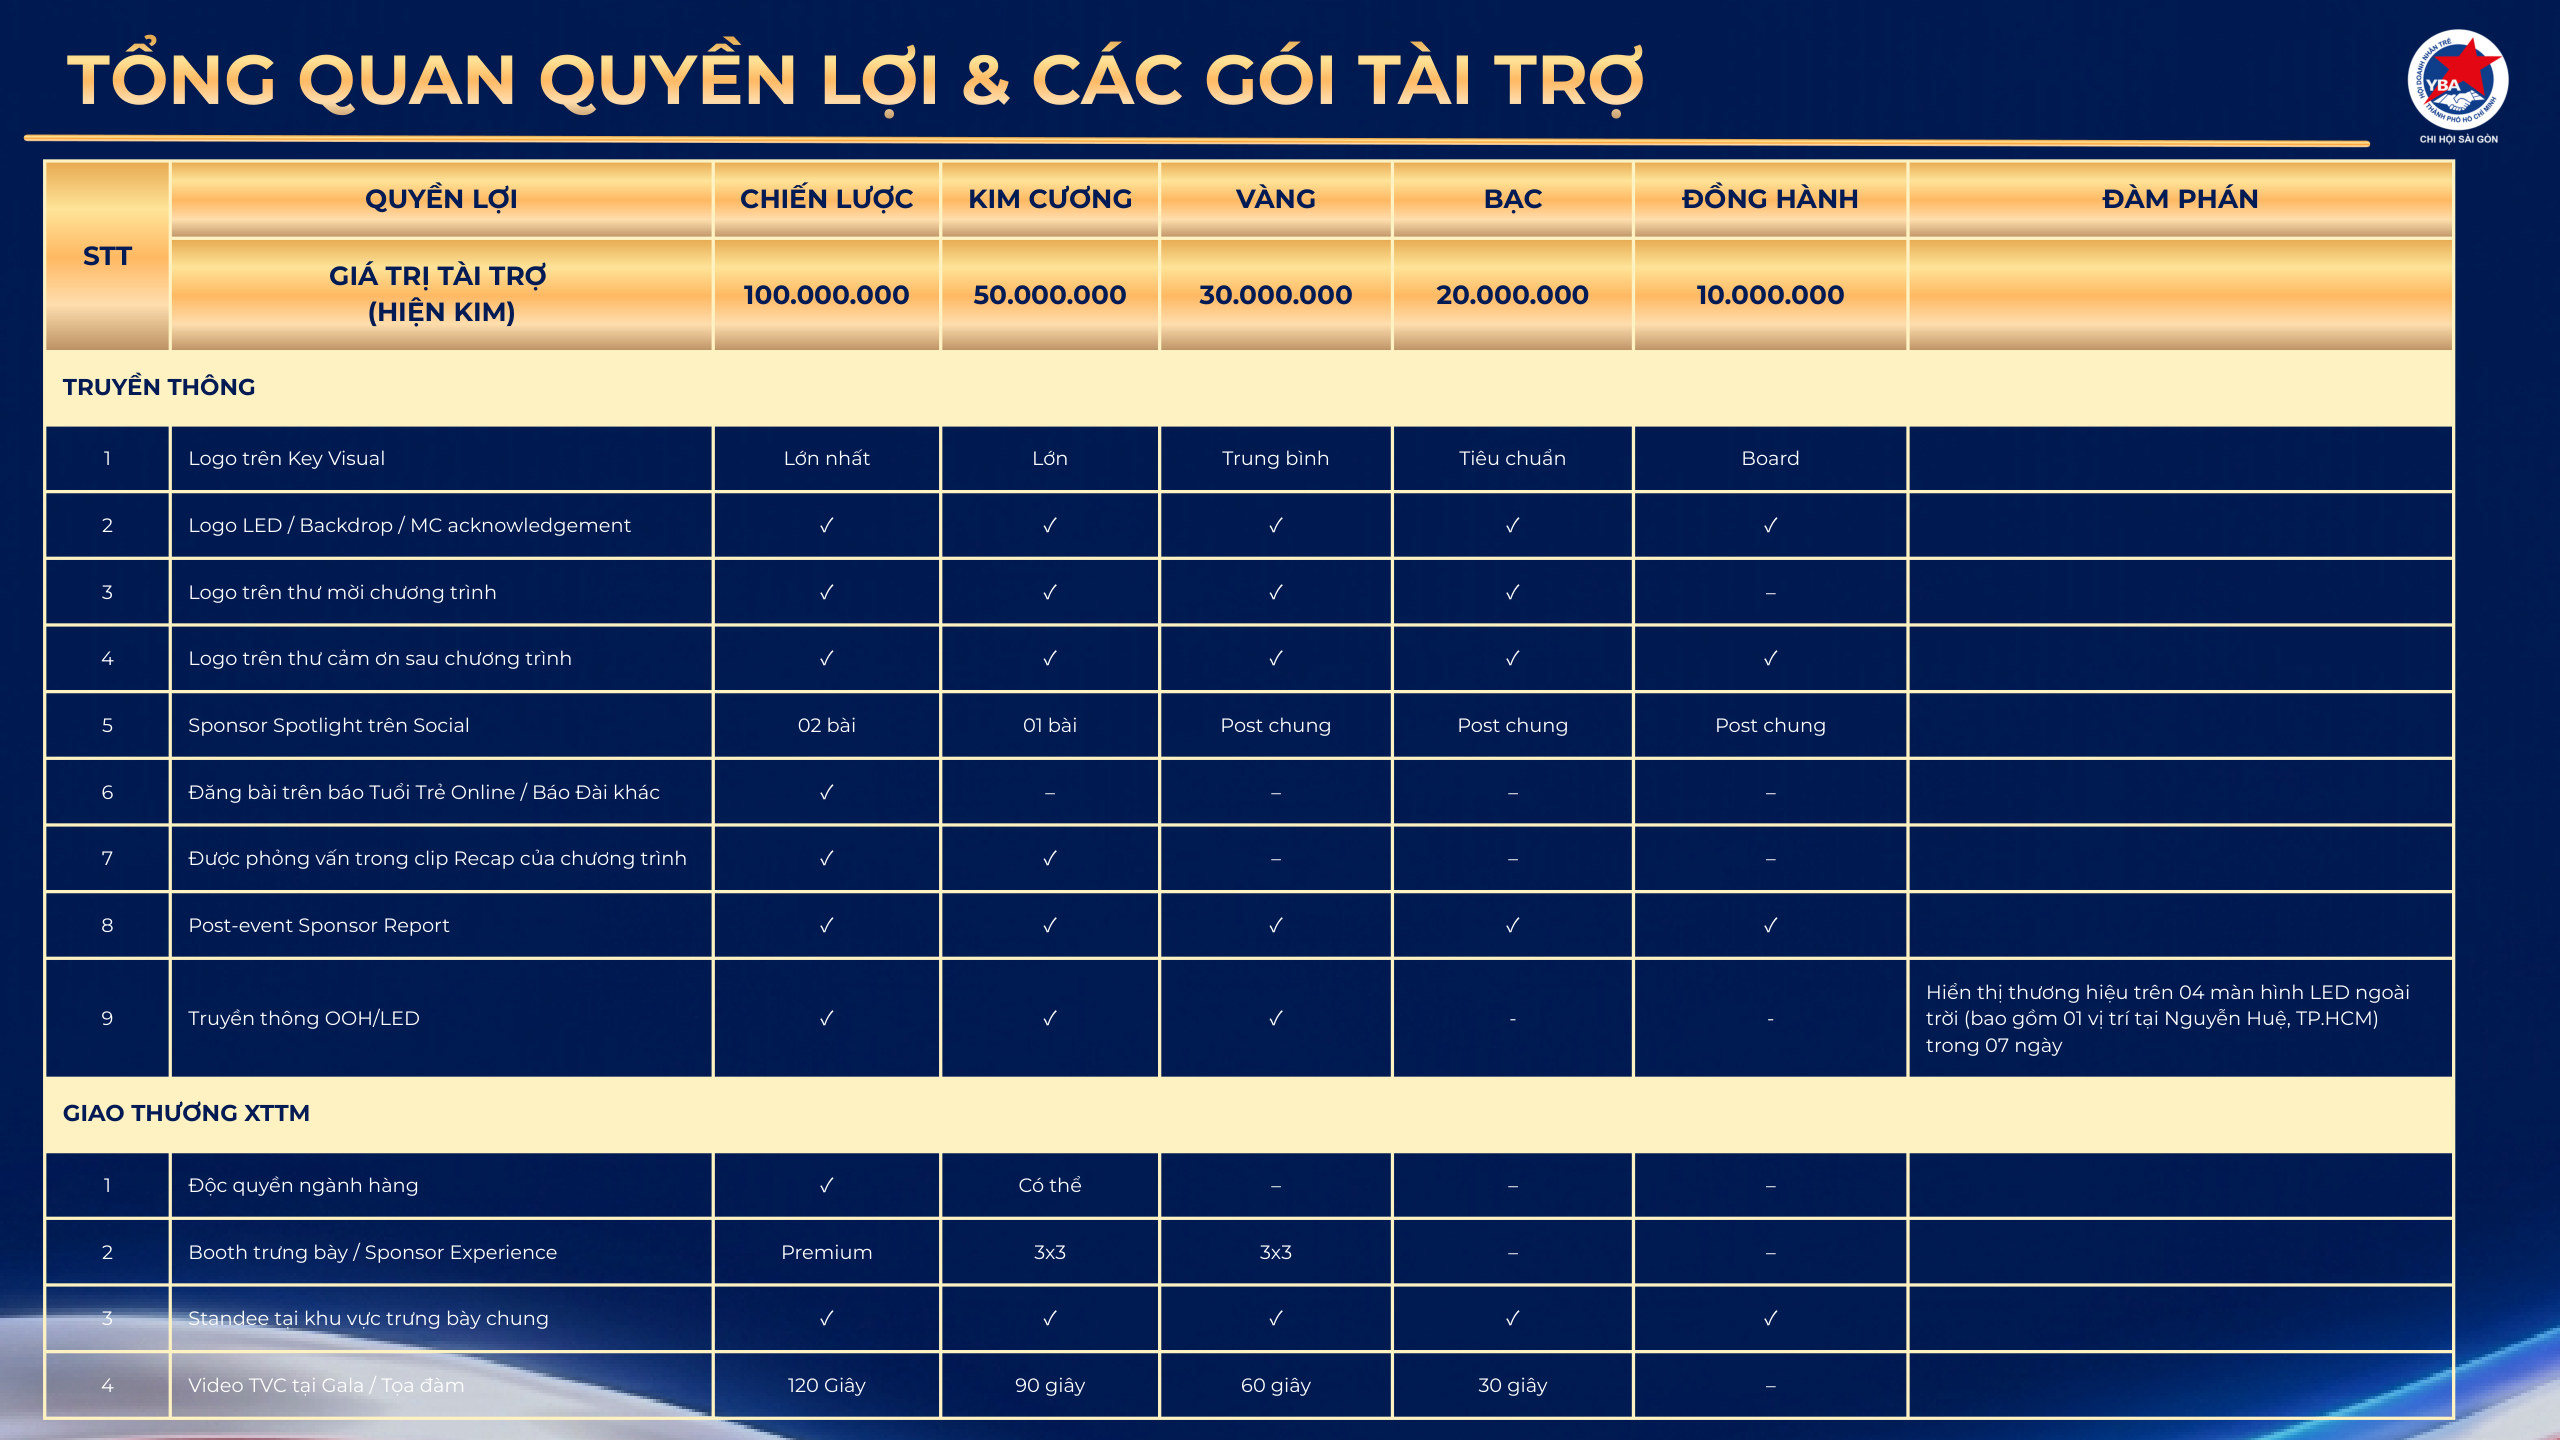 TỔNG QUAN QUYỀN LỢI & CÁC GÓI TÀI TRỢ
HỘI DOANH NHÂN TRẺ
YBA
THÀNH PHỐ HỒ CHÍ MINH
CHI HỘI SÀI GÒN
STT
QUYỀN LỢI
CHIẾN LƯỢC
KIM CƯƠNG
VÀNG
BẠC
ĐỒNG HÀNH
ĐÀM PHÁN
GIÁ TRỊ TÀI TRỢ
(HIỆN KIM)
100.000.000
50.000.000
30.000.000
20.000.000
10.000.000
TRUYỀN THÔNG
1 Logo trên Key Visual Lớn nhất Lớn Trung bình Tiêu chuẩn Board
2 Logo LED / Backdrop / MC acknowledgement ✓ ✓ ✓ ✓ ✓
3 Logo trên thư mời chương trình ✓ ✓ ✓ ✓ –
4 Logo trên thư cảm ơn sau chương trình ✓ ✓ ✓ ✓ ✓
5 Sponsor Spotlight trên Social 02 bài 01 bài Post chung Post chung Post chung
6 Đăng bài trên báo Tuổi Trẻ Online / Báo Đài khác ✓ – – – –
7 Được phỏng vấn trong clip Recap của chương trình ✓ ✓ – – –
8 Post-event Sponsor Report ✓ ✓ ✓ ✓ ✓
9 Truyền thông OOH/LED ✓ ✓ ✓ - -
Hiển thị thương hiệu trên 04 màn hình LED ngoài
trời (bao gồm 01 vị trí tại Nguyễn Huệ, TP.HCM)
trong 07 ngày
GIAO THƯƠNG XTTM
1 Độc quyền ngành hàng ✓ Có thể – – –
2 Booth trưng bày / Sponsor Experience Premium 3x3 3x3 – –
3 Standee tại khu vực trưng bày chung ✓ ✓ ✓ ✓ ✓
4 Video TVC tại Gala / Tọa đàm 120 Giây 90 giây 60 giây 30 giây –